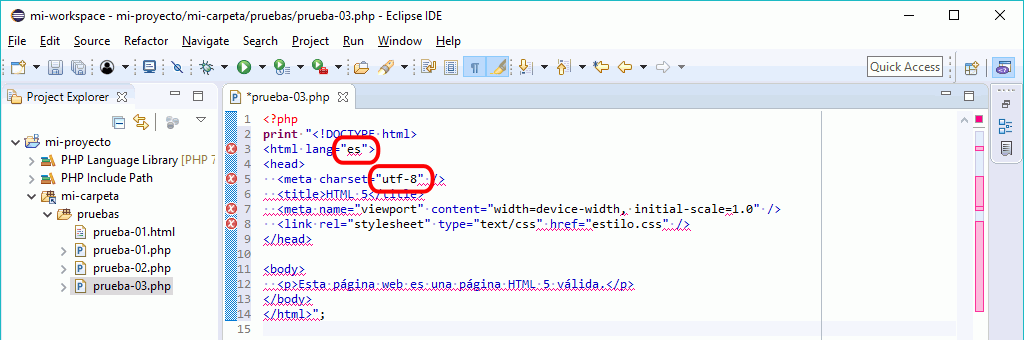 mi-workspace - mi-proyecto/mi-carpeta/pruebas/prueba-03.php - Eclipse IDE
File Edit Source Refactor Navigate Search Project Run Window Help
Quick Access
Project Explorer
*prueba-03.php
mi-proyecto
PHP Language Library [PHP 7
PHP Include Path
mi-carpeta
pruebas
prueba-01.html
prueba-01.php
prueba-02.php
prueba-03.php
1 <?php
2 print "<!DOCTYPE html>
3 <html lang="es">
4 <head>
5   <meta charset="utf-8" />
6   <title>HTML 5</title>
7   <meta name="viewport" content="width=device-width, initial-scale=1.0" />
8   <link rel="stylesheet" type="text/css" href="estilo.css" />
9 </head>
10
11 <body>
12   <p>Esta página web es una página HTML 5 válida.</p>
13 </body>
14 </html>";
15